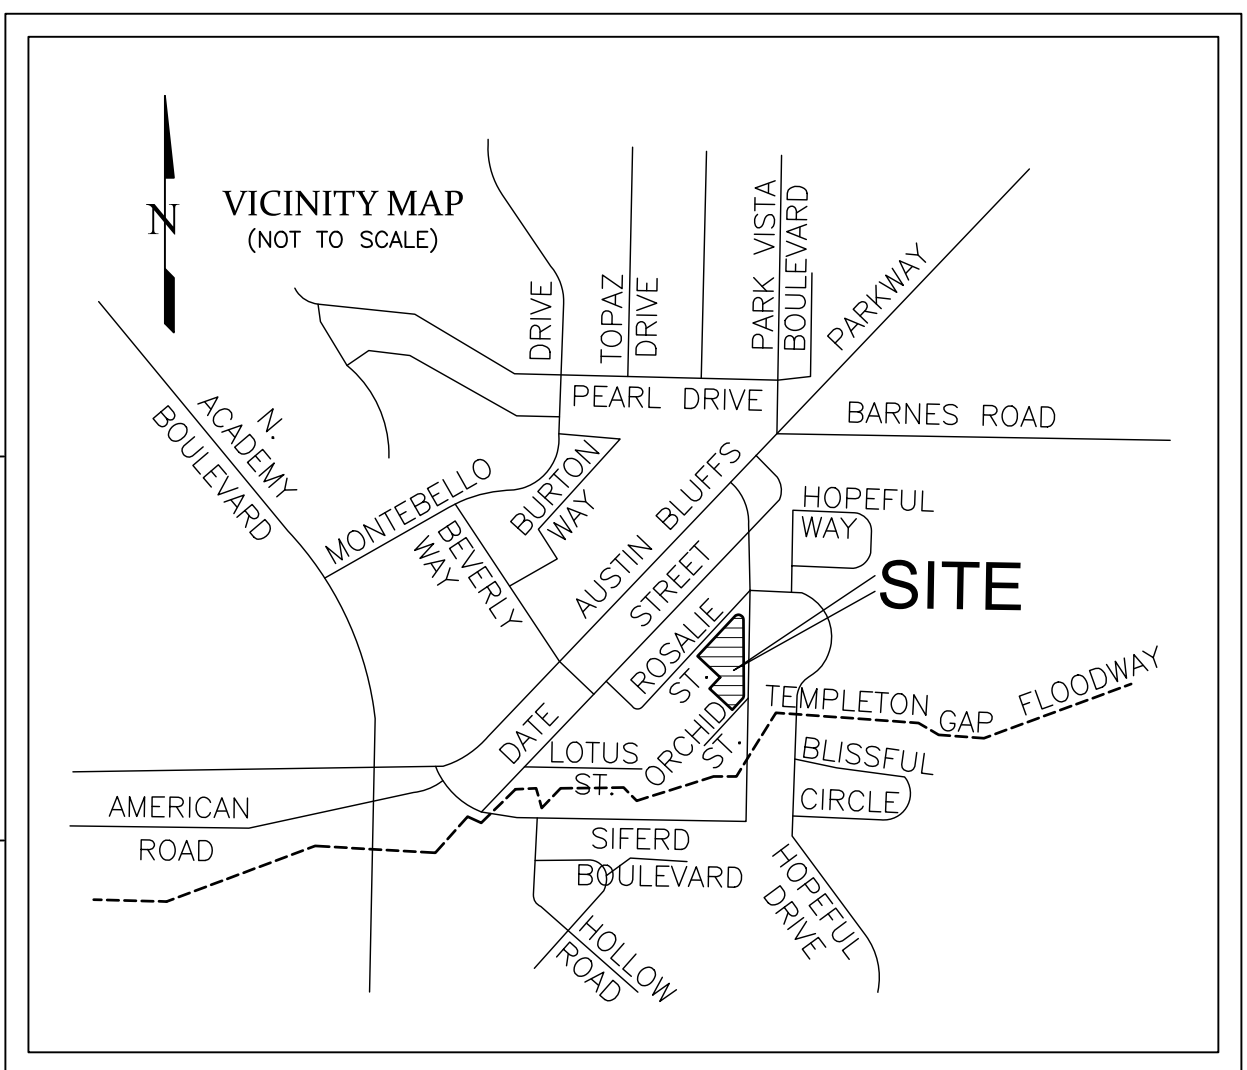 N
VICINITY MAP
(NOT TO SCALE)
DRIVE
TOPAZ
DRIVE
PARK VISTA
BOULEVARD
PARKWAY
PEARL DRIVE
BARNES ROAD
N.
ACADEMY
BOULEVARD
MONTEBELLO
BURTON
WAY
BEVERLY
WAY
AUSTIN BLUFFS
HOPEFUL
WAY
SITE
DATE STREET
ROSALIE
ST.
ORCHID
ST.
TEMPLETON GAP FLOODWAY
LOTUS
ST.
BLISSFUL
CIRCLE
AMERICAN
ROAD
SIFERD
BOULEVARD
HOPEFUL
DRIVE
HOLLOW
ROAD